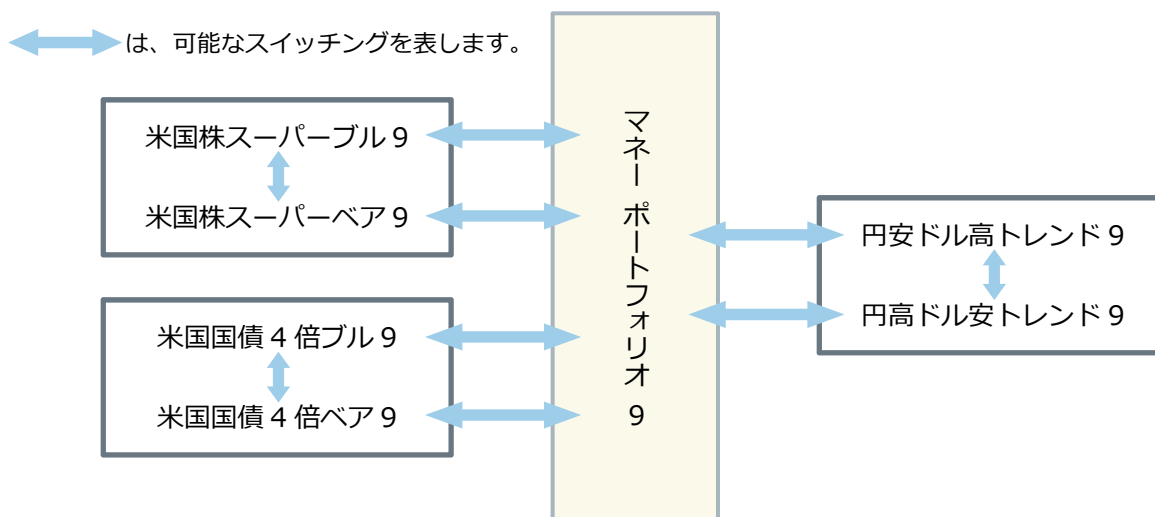 は、可能なスイッチングを表します。
米国株スーパーブル９
米国株スーパーベア９
米国国債４倍ブル９
米国国債４倍ベア９
マネー ポートフォリオ ９
円安ドル高トレンド９
円高ドル安トレンド９